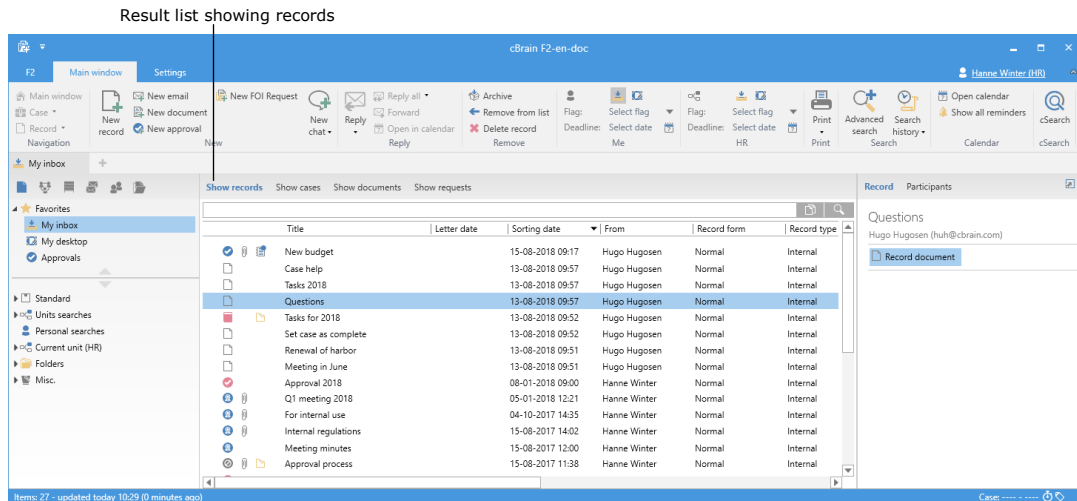 Result list showing records
cBrain F2-en-doc
F2 Main window Settings Hanne Winter (HR)
Main window New email New FOI Request Reply all Archive Open calendar
Case New document Forward Remove from list Flag: Select flag Flag: Select flag Show all reminders
Record New record New approval New chat Reply Open in calendar Delete record Deadline: Select date Deadline: Select date Print Advanced search Search history cSearch
Navigation New Reply Remove Me HR Print Search Calendar cSearch
My inbox
Show records Show cases Show documents Show requests Record Participants
Favorites
My inbox
My desktop
Approvals
Standard
Units searches
Personal searches
Current unit (HR)
Folders
Misc.
Title Letter date Sorting date From Record form Record type
New budget 15-08-2018 09:17 Hugo Hugosen Normal Internal
Case help 13-08-2018 09:57 Hugo Hugosen Normal Internal
Tasks 2018 13-08-2018 09:57 Hugo Hugosen Normal Internal
Questions 13-08-2018 09:57 Hugo Hugosen Normal Internal
Tasks for 2018 13-08-2018 09:52 Hugo Hugosen Normal Internal
Set case as complete 13-08-2018 09:52 Hugo Hugosen Normal Internal
Renewal of harbor 13-08-2018 09:51 Hugo Hugosen Normal Internal
Meeting in June 13-08-2018 09:51 Hugo Hugosen Normal Internal
Approval 2018 08-01-2018 09:00 Hanne Winter Normal Internal
Q1 meeting 2018 05-01-2018 12:21 Hanne Winter Normal Internal
For internal use 04-10-2017 14:35 Hanne Winter Normal Internal
Internal regulations 15-08-2017 14:02 Hanne Winter Normal Internal
Meeting minutes 15-08-2017 12:00 Hanne Winter Normal Internal
Approval process 15-08-2017 11:38 Hanne Winter Normal Internal
Questions
Hugo Hugosen (huh@cbrain.com)
Record document
Items: 27 - updated today 10:29 (0 minutes ago) Case: ---- - ----